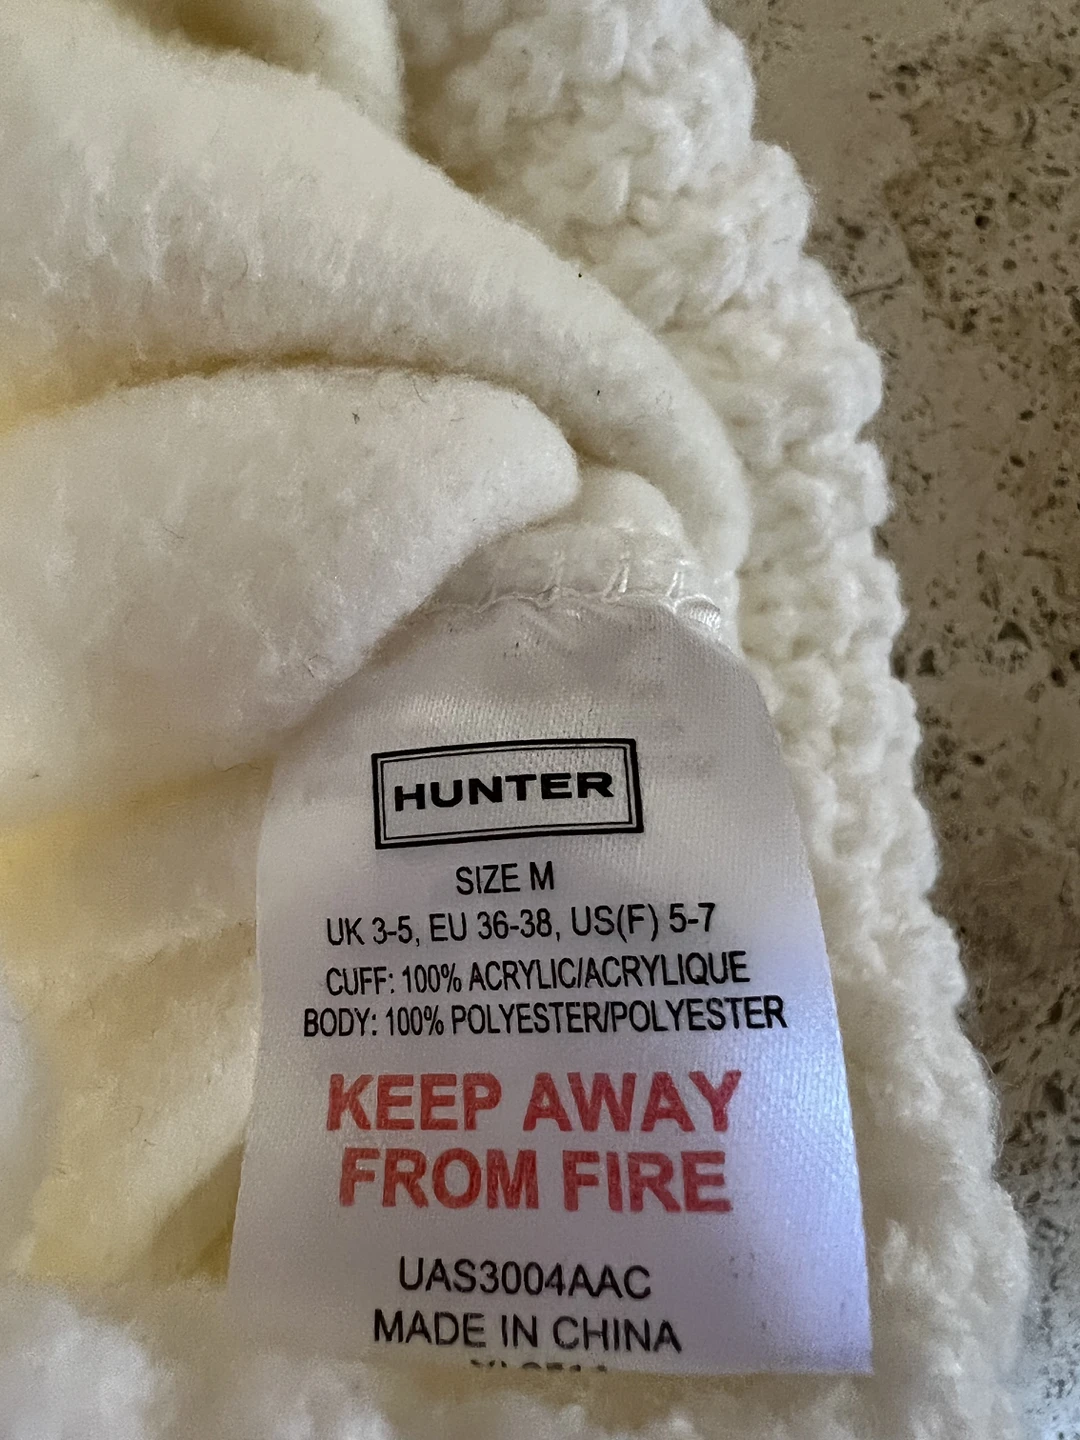 HUNTER
SIZE M
UK 3-5, EU 36-38, US(F) 5-7
CUFF: 100% ACRYLIC/ACRYLIQUE
BODY: 100% POLYESTER/POLYESTER
KEEP AWAY
FROM FIRE
UAS3004AAC
MADE IN CHINA